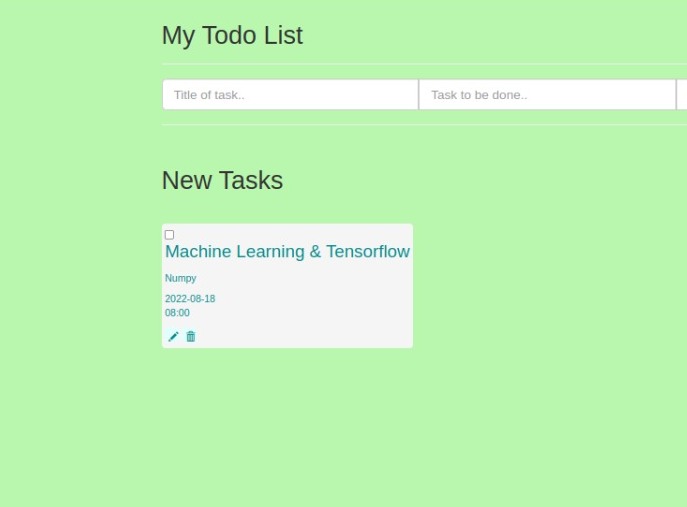 My Todo List
Title of task..
Task to be done..
New Tasks
Machine Learning & Tensorflow
Numpy
2022-08-18
08:00